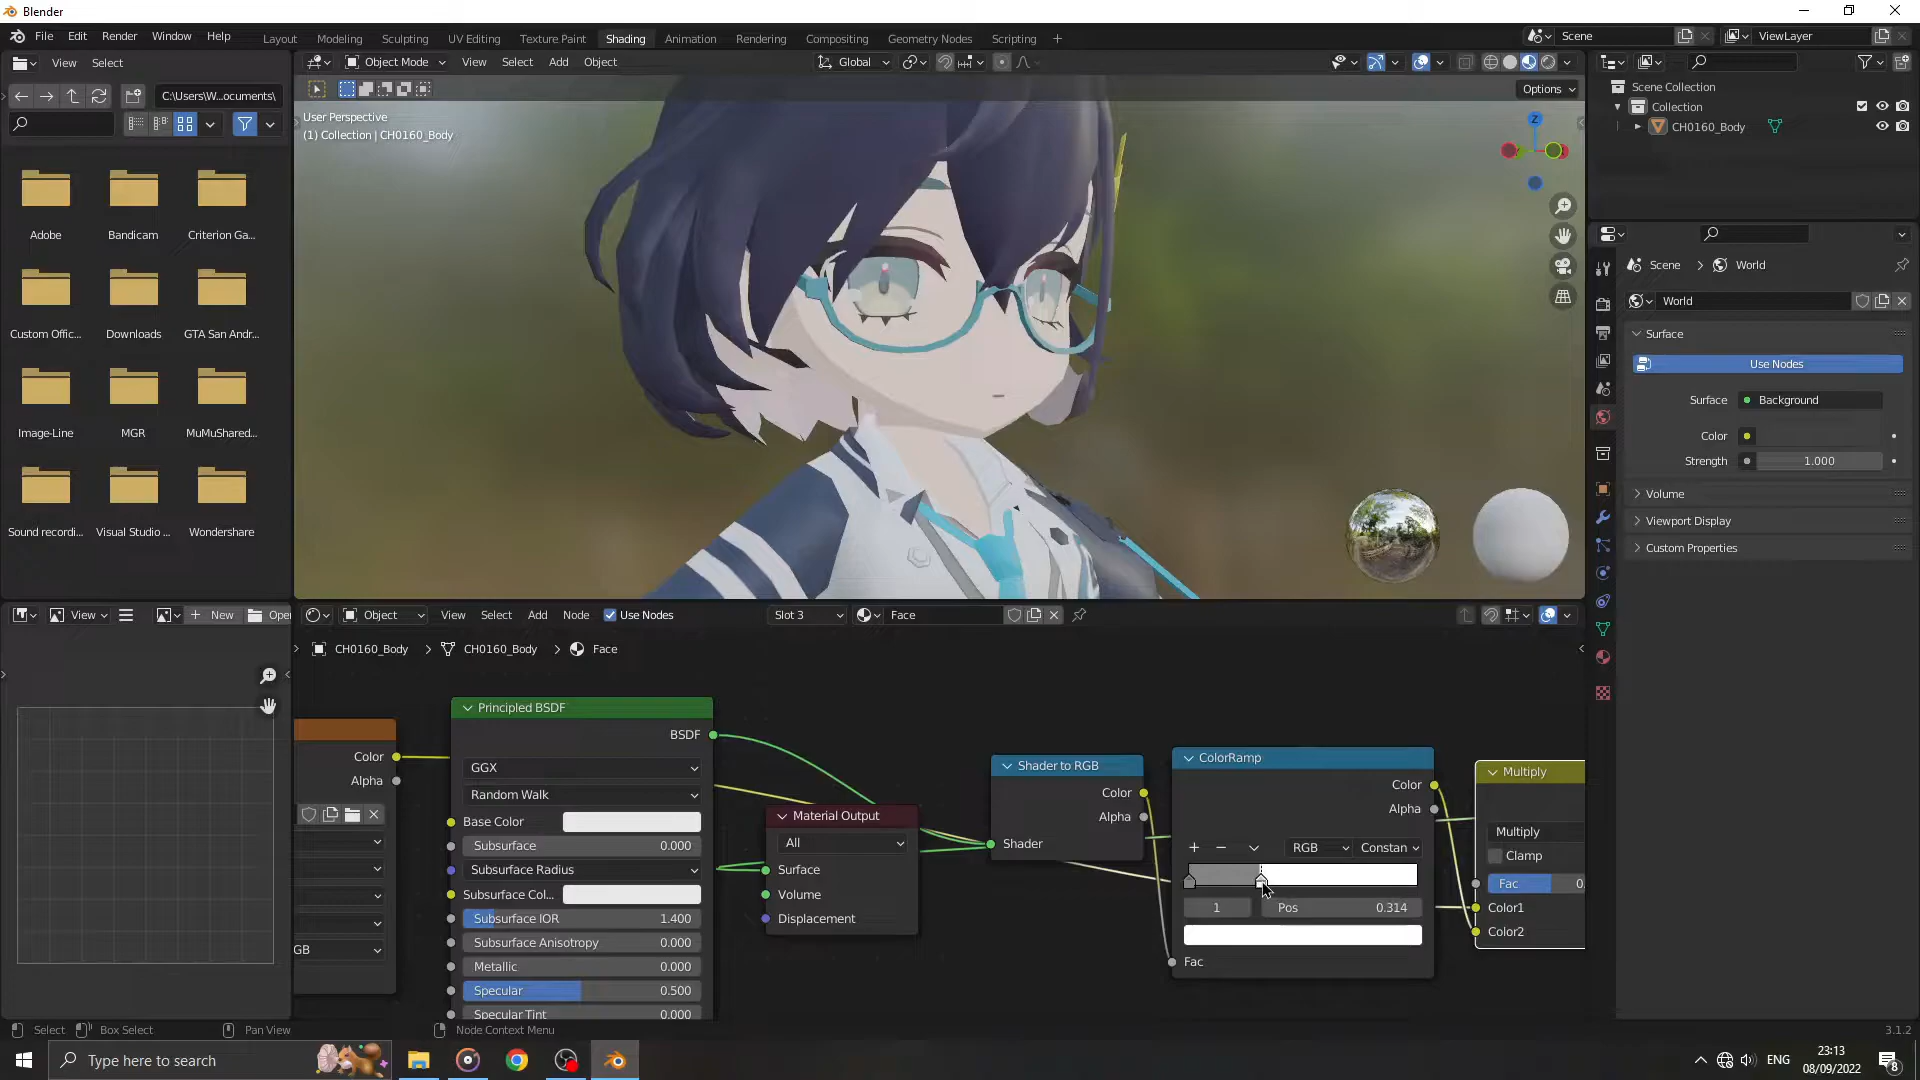 Blender
File Edit Render Window Help
Layout Modeling Sculpting UV Editing Texture Paint Shading Animation Rendering Compositing Geometry Nodes Scripting
Scene
ViewLayer
View Select
Object Mode View Select Add Object
Global
C:\Users\W...ocuments\
Options
User Perspective
(1) Collection | CH0160_Body
Z
Scene Collection
Collection
CH0160_Body
Adobe
Bandicam
Criterion Ga...
Custom Offic...
Downloads
GTA San Andr...
Image-Line
MGR
MuMuShared...
Sound recordi...
Visual Studio ...
Wondershare
Scene > World
World
Surface
Use Nodes
Surface Background
Color
Strength 1.000
Volume
Viewport Display
Custom Properties
View New Open
Object View Select Add Node Use Nodes Slot 3 Face
CH0160_Body > CH0160_Body > Face
Color
Alpha
GB
Principled BSDF
BSDF
GGX
Random Walk
Base Color
Subsurface 0.000
Subsurface Radius
Subsurface Col...
Subsurface IOR 1.400
Subsurface Anisotropy 0.000
Metallic 0.000
Specular 0.500
Specular Tint 0.000
Material Output
All
Surface
Volume
Displacement
Shader to RGB
Color
Alpha
Shader
ColorRamp
Color
Alpha
RGB Constan
1 Pos 0.314
Fac
Multiply
Multiply
Clamp
Fac 0.
Color1
Color2
Select Box Select Pan View Node Context Menu 3.1.2
Type here to search
ENG
23:13
08/09/2022
8